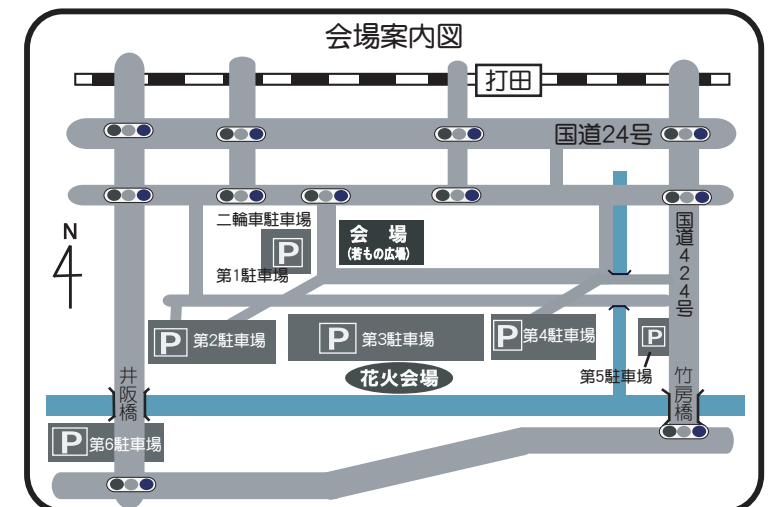 会場案内図
打田
国道24号
N
二輪車駐車場
P
第1駐車場
会 場
(若もの広場)
国道424号
P 第2駐車場
P 第3駐車場
P 第4駐車場
P
第5駐車場
花火会場
井阪橋
竹房橋
P 第6駐車場